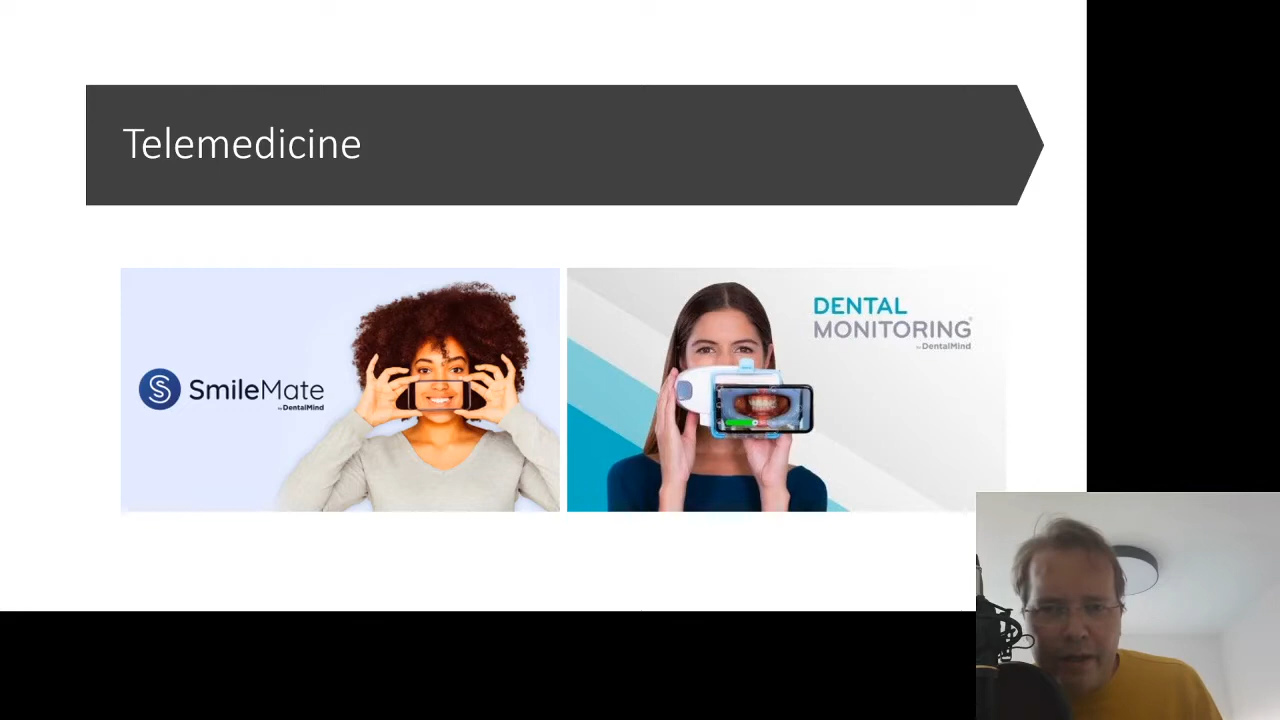 Telemedicine
S SmileMate
by DentalMind
DENTAL
MONITORING®
by DentalMind